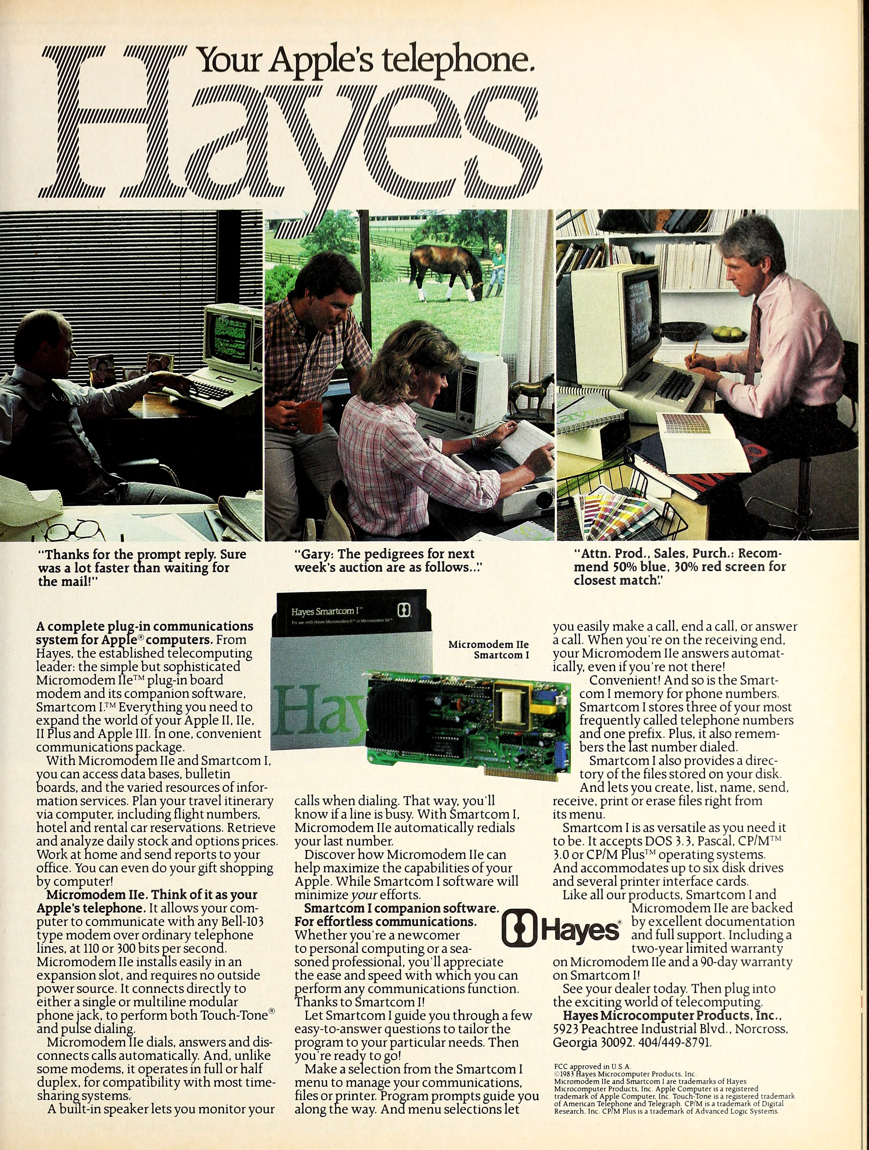 Your Apple's telephone.
Hayes
"Thanks for the prompt reply. Sure
was a lot faster than waiting for
the mail!"
"Gary: The pedigrees for next
week's auction are as follows..."
"Attn. Prod., Sales, Purch.: Recom-
mend 50% blue, 30% red screen for
closest match."
A complete plug-in communications
system for Apple® computers. From
Hayes, the established telecomputing
leader: the simple but sophisticated
Micromodem IIe™ plug-in board
modem and its companion software,
Smartcom I.™ Everything you need to
expand the world of your Apple II, IIe,
II Plus and Apple III. In one, convenient
communications package.
With Micromodem IIe and Smartcom I,
you can access data bases, bulletin
boards, and the varied resources of infor-
mation services. Plan your travel itinerary
via computer, including flight numbers,
hotel and rental car reservations. Retrieve
and analyze daily stock and options prices.
Work at home and send reports to your
office. You can even do your gift shopping
by computer!
Micromodem IIe. Think of it as your
Apple's telephone. It allows your com-
puter to communicate with any Bell-103
type modem over ordinary telephone
lines, at 110 or 300 bits per second.
Micromodem IIe installs easily in an
expansion slot, and requires no outside
power source. It connects directly to
either a single or multiline modular
phone jack, to perform both Touch-Tone®
and pulse dialing.
Micromodem IIe dials, answers and dis-
connects calls automatically. And, unlike
some modems, it operates in full or half
duplex, for compatibility with most time-
sharing systems.
A built-in speaker lets you monitor your
Hayes Smartcom I™
Hay
Micromodem IIe
Smartcom I
calls when dialing. That way, you'll
know if a line is busy. With Smartcom I,
Micromodem IIe automatically redials
your last number.
Discover how Micromodem IIe can
help maximize the capabilities of your
Apple. While Smartcom I software will
minimize your efforts.
Smartcom I companion software.
For effortless communications.
Whether you're a newcomer
to personal computing or a sea-
soned professional, you'll appreciate
the ease and speed with which you can
perform any communications function.
Thanks to Smartcom I!
Let Smartcom I guide you through a few
easy-to-answer questions to tailor the
program to your particular needs. Then
you're ready to go!
Make a selection from the Smartcom I
menu to manage your communications,
files or printer. Program prompts guide you
along the way. And menu selections let
you easily make a call, end a call, or answer
a call. When you're on the receiving end,
your Micromodem IIe answers automat-
ically, even if you're not there!
Convenient! And so is the Smart-
com I memory for phone numbers.
Smartcom I stores three of your most
frequently called telephone numbers
and one prefix. Plus, it also remem-
bers the last number dialed.
Smartcom I also provides a direc-
tory of the files stored on your disk.
And lets you create, list, name, send,
receive, print or erase files right from
its menu.
Smartcom I is as versatile as you need it
to be. It accepts DOS 3.3, Pascal, CP/M™
3.0 or CP/M Plus™ operating systems.
And accommodates up to six disk drives
and several printer interface cards.
Like all our products, Smartcom I and
Micromodem IIe are backed
by excellent documentation
and full support. Including a
two-year limited warranty
on Micromodem IIe and a 90-day warranty
on Smartcom I!
See your dealer today. Then plug into
the exciting world of telecomputing.
Hayes Microcomputer Products, Inc.,
5923 Peachtree Industrial Blvd., Norcross,
Georgia 30092. 404/449-8791.
Hayes®
FCC approved in U.S.A.
©1983 Hayes Microcomputer Products, Inc.
Micromodem IIe and Smartcom I are trademarks of Hayes
Microcomputer Products, Inc. Apple Computer is a registered
trademark of Apple Computer, Inc. Touch-Tone is a registered trademark
of American Telephone and Telegraph. CP/M is a trademark of Digital
Research, Inc. CP/M Plus is a trademark of Advanced Logic Systems.